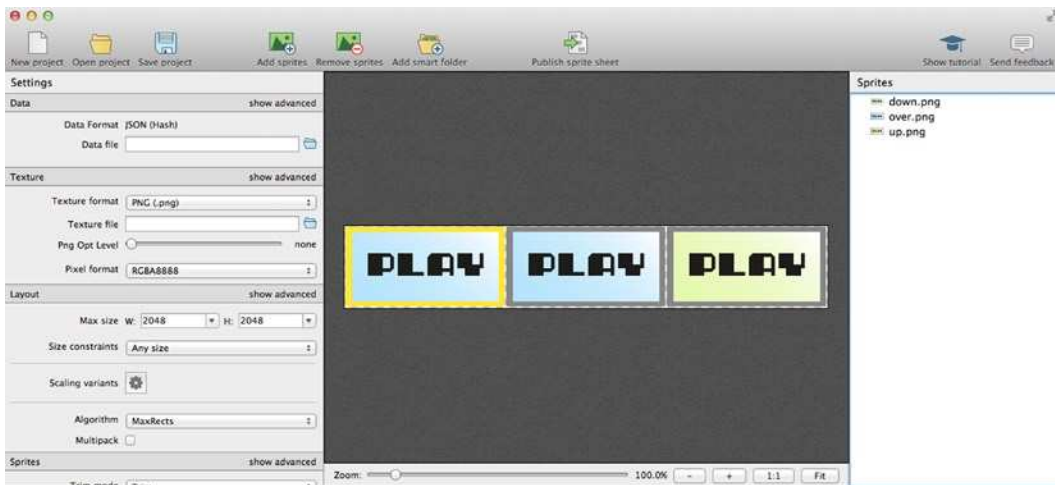 New project Open project Save project Add sprites Remove sprites Add smart folder Publish sprite sheet Show tutorial Send feedback
Settings
Data show advanced
Data Format JSON (Hash)
Data file
Texture show advanced
Texture format PNG (.png)
Texture file
Png Opt Level none
Pixel format RGBA8888
Layout show advanced
Max size W: 2048 H: 2048
Size constraints Any size
Scaling variants
Algorithm MaxRects
Multipack
Sprites show advanced
PLAY PLAY PLAY
Zoom: 100.0% - + 1:1 Fit
Sprites
down.png
over.png
up.png